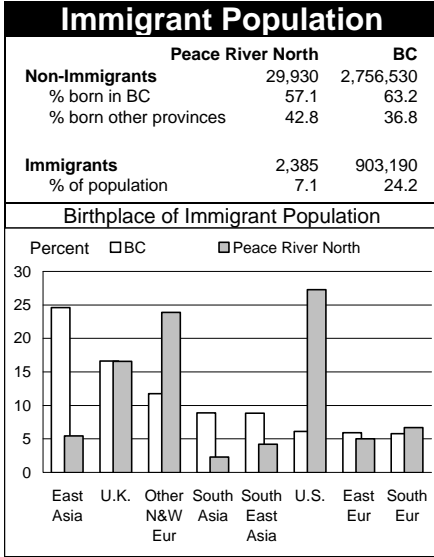 Immigrant Population
Peace River North BC
Non-Immigrants 29,930 2,756,530
% born in BC 57.1 63.2
% born other provinces 42.8 36.8
Immigrants 2,385 903,190
% of population 7.1 24.2
Birthplace of Immigrant Population
Percent BC Peace River North
30
25
20
15
10
5
0
East U.K. Other South South U.S. East South
Asia N&W Asia East Eur Eur
Eur Asia